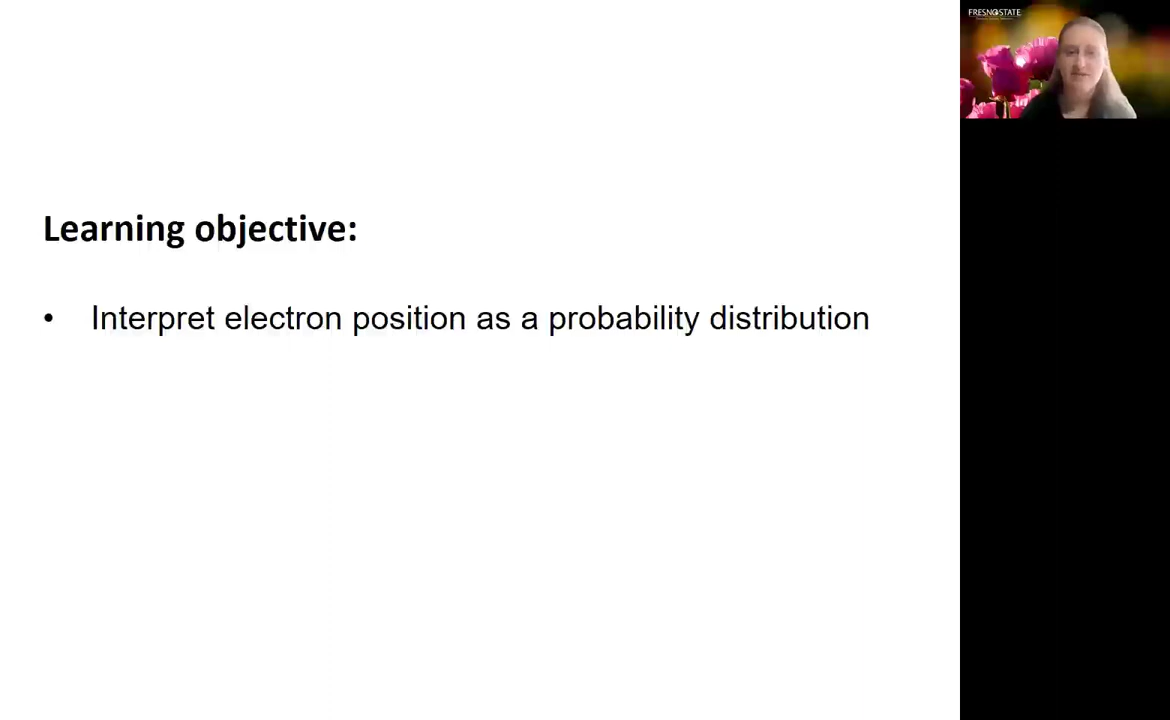 FRESNO STATE
Learning objective:
• Interpret electron position as a probability distribution